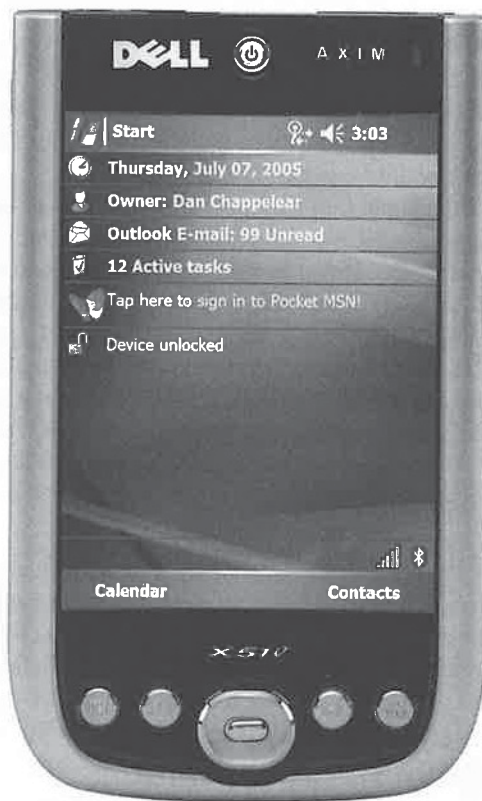 DELL AXIM
Start 3:03
Thursday, July 07, 2005
Owner: Dan Chappelear
Outlook E-mail: 99 Unread
12 Active tasks
Tap here to sign in to Pocket MSN!
Device unlocked
Calendar Contacts
X51v